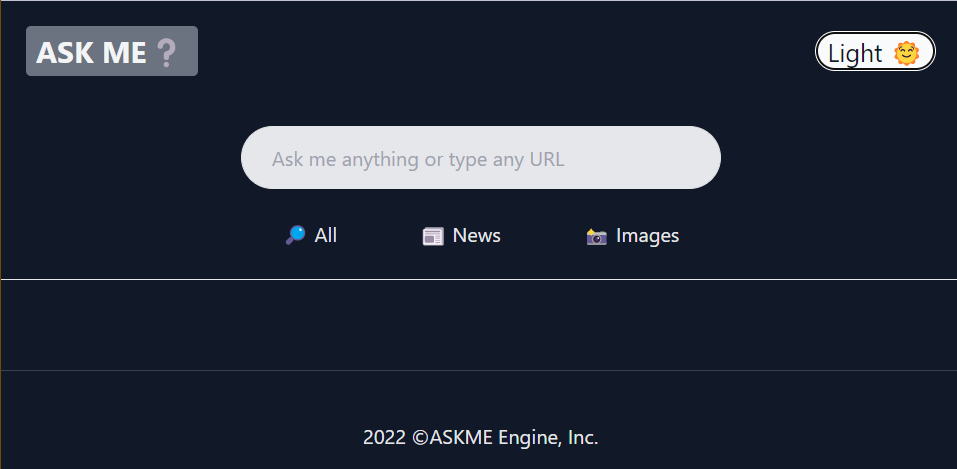 ASK ME❔
Light 🌞
Ask me anything or type any URL
🔎 All
📰 News
📸 Images
2022 ©ASKME Engine, Inc.